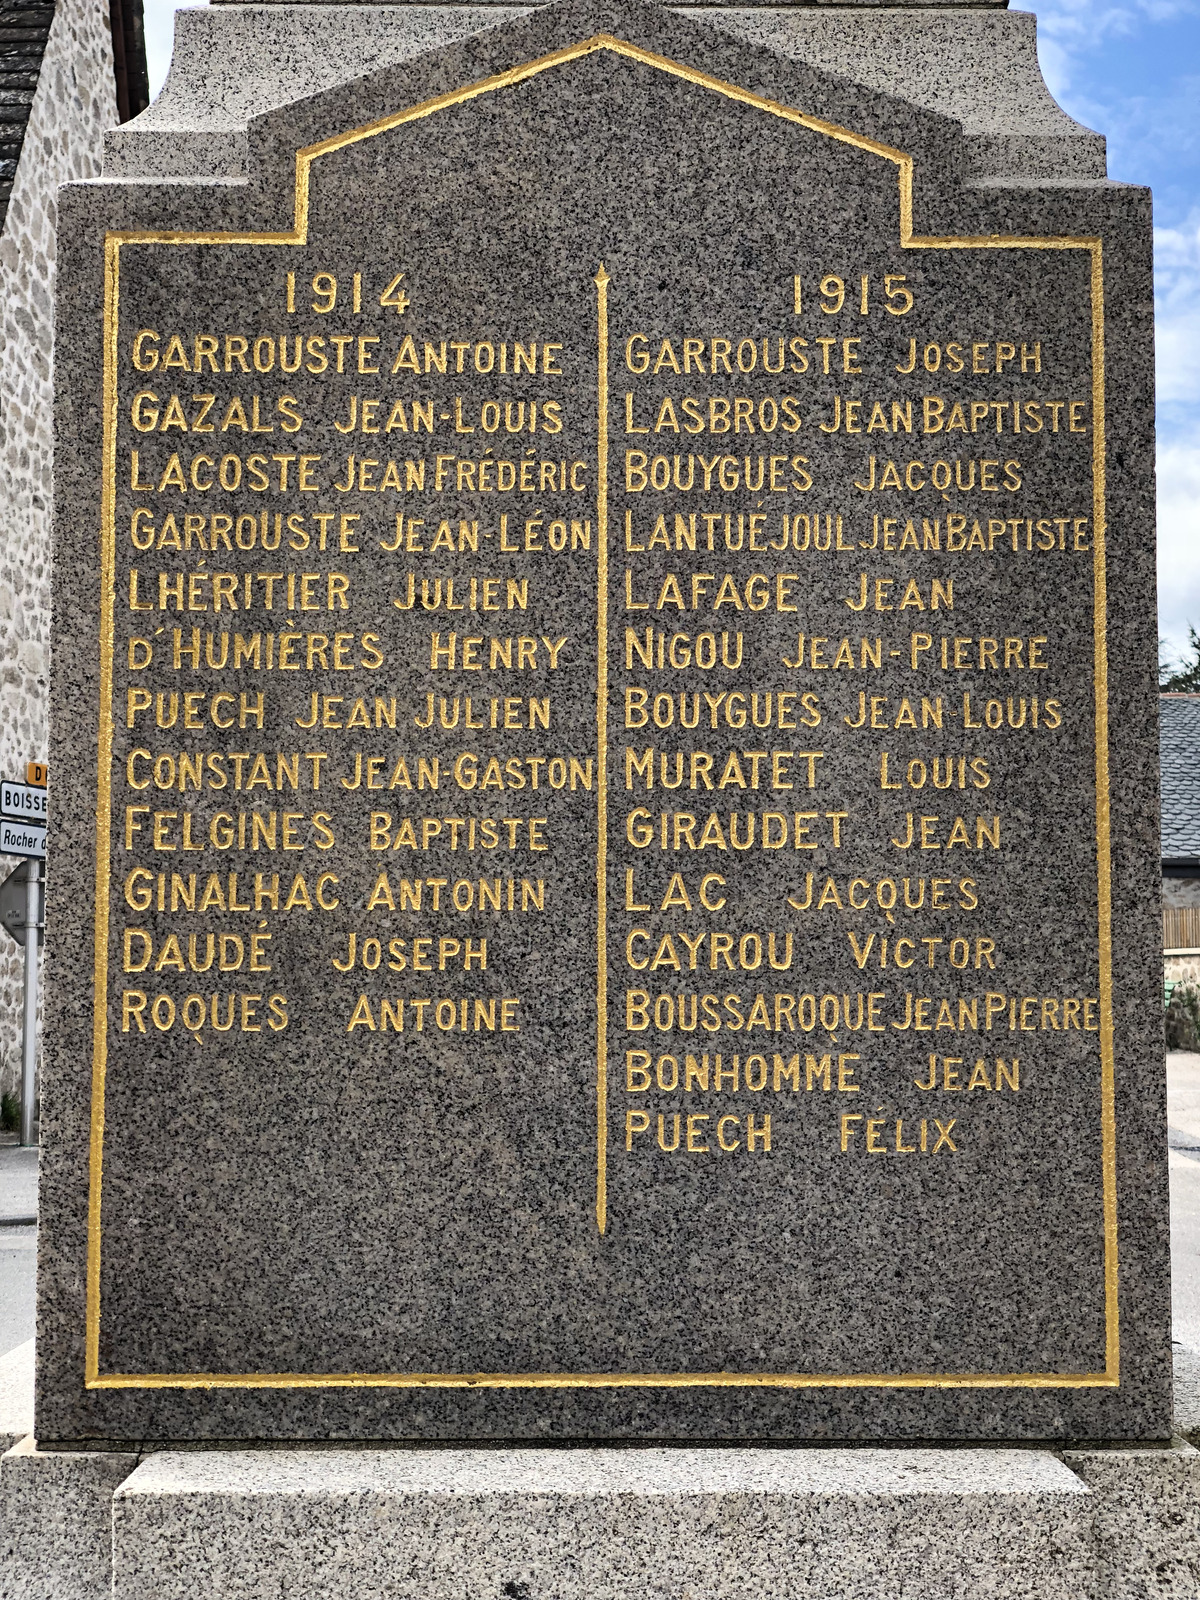 1914
GARROUSTE ANTOINE
GAZALS JEAN-LOUIS
LACOSTE JEAN FRÉDÉRIC
GARROUSTE JEAN-LÉON
LHÉRITIER JULIEN
D'HUMIÈRES HENRY
PUECH JEAN JULIEN
CONSTANT JEAN-GASTON
FELGINES BAPTISTE
GINALHAC ANTONIN
DAUDÉ JOSEPH
ROQUES ANTOINE
1915
GARROUSTE JOSEPH
LASBROS JEAN BAPTISTE
BOUYGUES JACQUES
LANTUÉJOUL JEAN BAPTISTE
LAFAGE JEAN
NIGOU JEAN-PIERRE
BOUYGUES JEAN-LOUIS
MURATET LOUIS
GIRAUDET JEAN
LAC JACQUES
CAYROU VICTOR
BOUSSAROQUE JEAN PIERRE
BONHOMME JEAN
PUECH FÉLIX
D
BOISSE
Rocher d